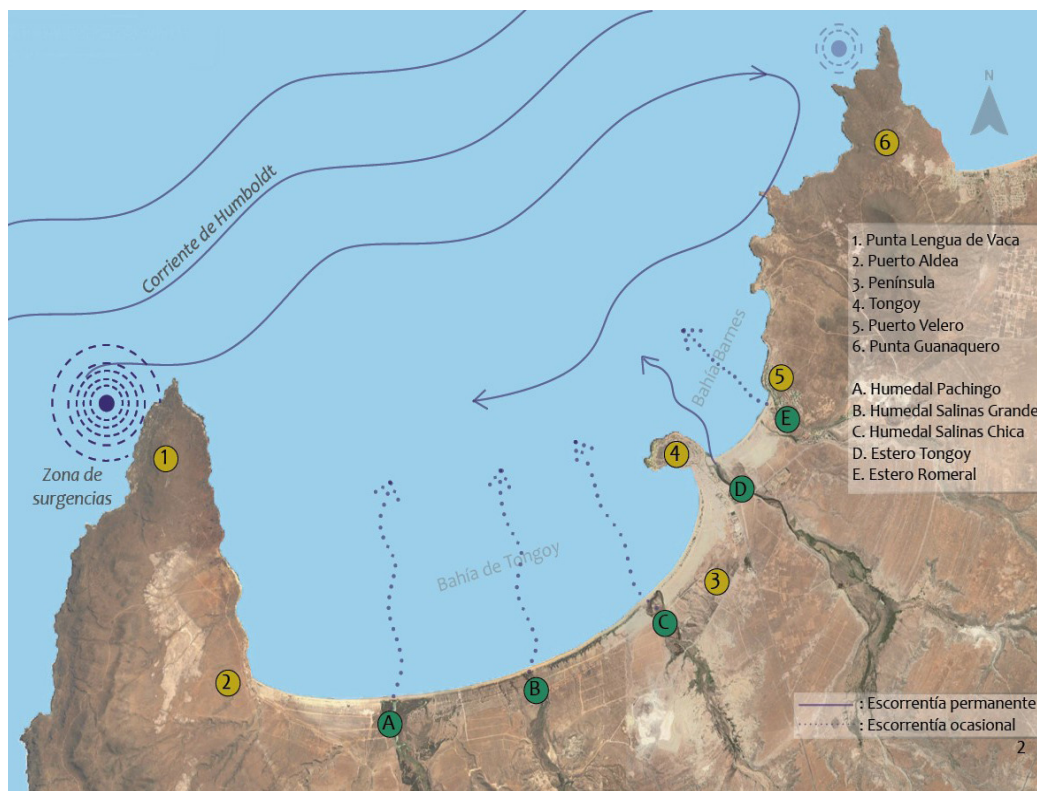 N
6
Corriente de Humboldt
1. Punta Lengua de Vaca
2. Puerto Aldea
3. Península
4. Tongoy
5. Puerto Velero
6. Punta Guanaquero
A. Humedal Pachingo
B. Humedal Salinas Grande
C. Humedal Salinas Chica
D. Estero Tongoy
E. Estero Romeral
Bahía Barnes
5
E
1
Zona de
surgencias
4
D
Bahía de Tongoy
3
C
2
B
A
: Escorrentía permanente
: Escorrentía ocasional
2